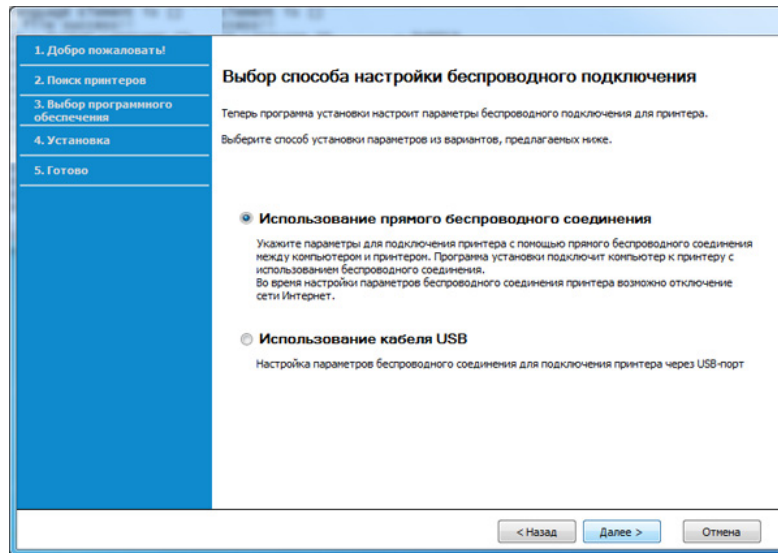 1. Добро пожаловать!
2. Поиск принтеров
3. Выбор программного
обеспечения
4. Установка
5. Готово
Выбор способа настройки беспроводного подключения
Теперь программа установки настроит параметры беспроводного подключения для принтера.
Выберите способ установки параметров из вариантов, предлагаемых ниже.
Использование прямого беспроводного соединения
Укажите параметры для подключения принтера с помощью прямого беспроводного соединения
между компьютером и принтером. Программа установки подключит компьютер к принтеру с
использованием беспроводного соединения.
Во время настройки параметров беспроводного соединения принтера возможно отключение
сети Интернет.
Использование кабеля USB
Настройка параметров беспроводного соединения для подключения принтера через USB-порт
< Назад Далее > Отмена